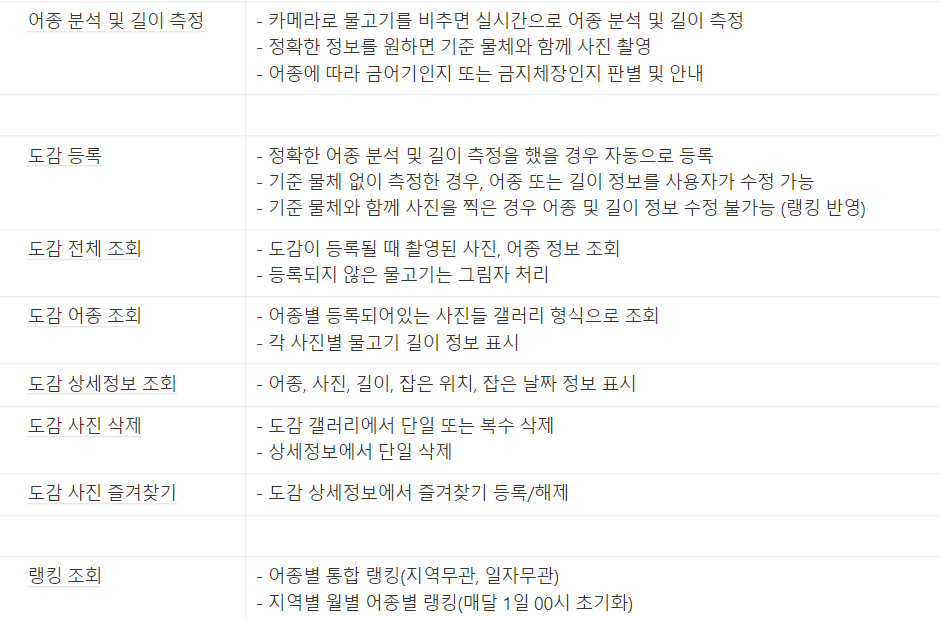 어종 분석 및 길이 측정
- 카메라로 물고기를 비추면 실시간으로 어종 분석 및 길이 측정
- 정확한 정보를 원하면 기준 물체와 함께 사진 촬영
- 어종에 따라 금어기인지 또는 금지체장인지 판별 및 안내
도감 등록
- 정확한 어종 분석 및 길이 측정을 했을 경우 자동으로 등록
- 기준 물체 없이 측정한 경우, 어종 또는 길이 정보를 사용자가 수정 가능
- 기준 물체와 함께 사진을 찍은 경우 어종 및 길이 정보 수정 불가능 (랭킹 반영)
도감 전체 조회
- 도감이 등록될 때 촬영된 사진, 어종 정보 조회
- 등록되지 않은 물고기는 그림자 처리
도감 어종 조회
- 어종별 등록되어있는 사진들 갤러리 형식으로 조회
- 각 사진별 물고기 길이 정보 표시
도감 상세정보 조회
- 어종, 사진, 길이, 잡은 위치, 잡은 날짜 정보 표시
도감 사진 삭제
- 도감 갤러리에서 단일 또는 복수 삭제
- 상세정보에서 단일 삭제
도감 사진 즐겨찾기
- 도감 상세정보에서 즐겨찾기 등록/해제
랭킹 조회
- 어종별 통합 랭킹(지역무관, 일자무관)
- 지역별 월별 어종별 랭킹(매달 1일 00시 초기화)